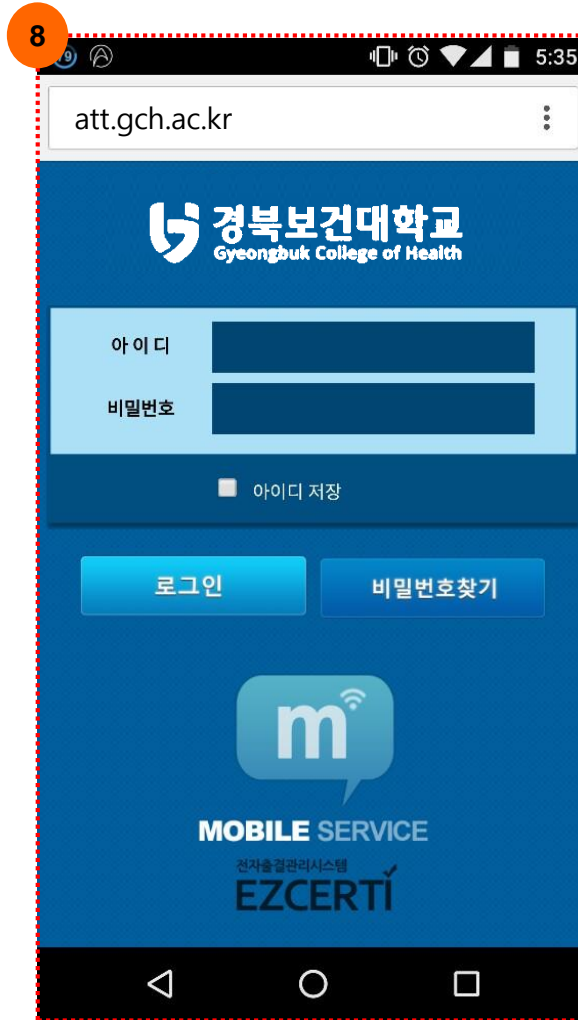 8
5:35
att.gch.ac.kr
경북보건대학교
Gyeongbuk College of Health
아이디
비밀번호
아이디 저장
로그인
비밀번호찾기
m
MOBILE SERVICE
전자출결관리시스템
EZCERTI